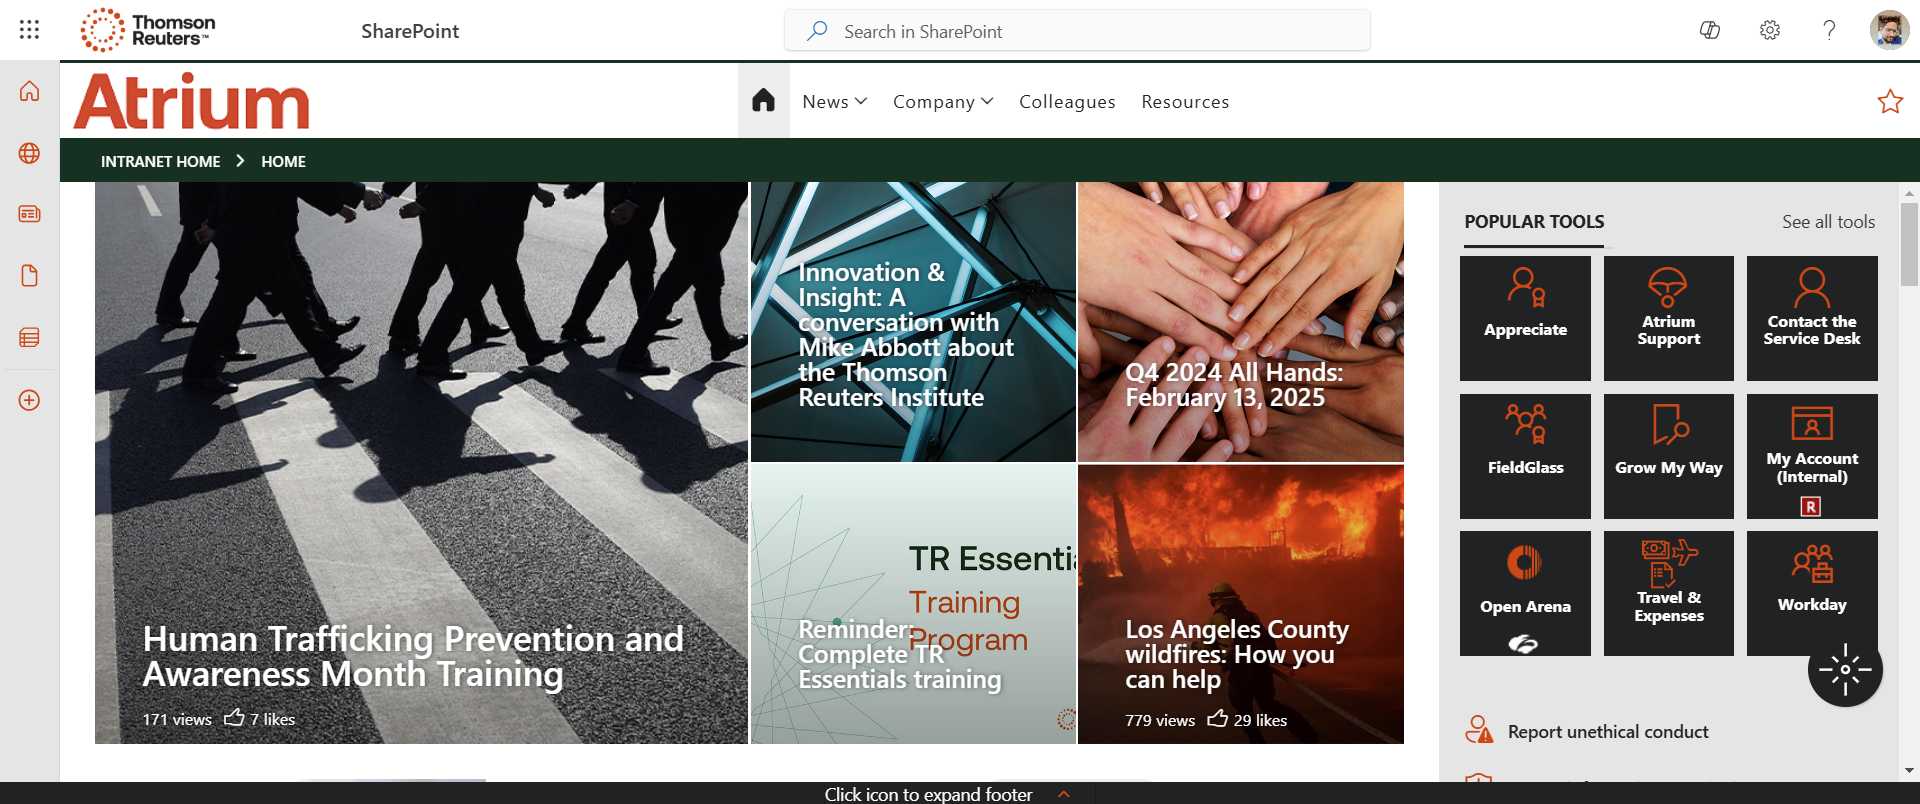 Thomson
Reuters™
SharePoint
Search in SharePoint
Atrium
News
Company
Colleagues
Resources
INTRANET HOME
HOME
Human Trafficking Prevention and
Awareness Month Training
171 views
7 likes
Innovation &
Insight: A
conversation with
Mike Abbott about
the Thomson
Reuters Institute
Q4 2024 All Hands:
February 13, 2025
TR Essentia
Training
Program
Reminder:
Complete TR
Essentials training
Los Angeles County
wildfires: How you
can help
779 views
29 likes
POPULAR TOOLS
See all tools
Appreciate
Atrium
Support
Contact the
Service Desk
FieldGlass
Grow My Way
My Account
(Internal)
R
Open Arena
Travel &
Expenses
Workday
Report unethical conduct
Click icon to expand footer